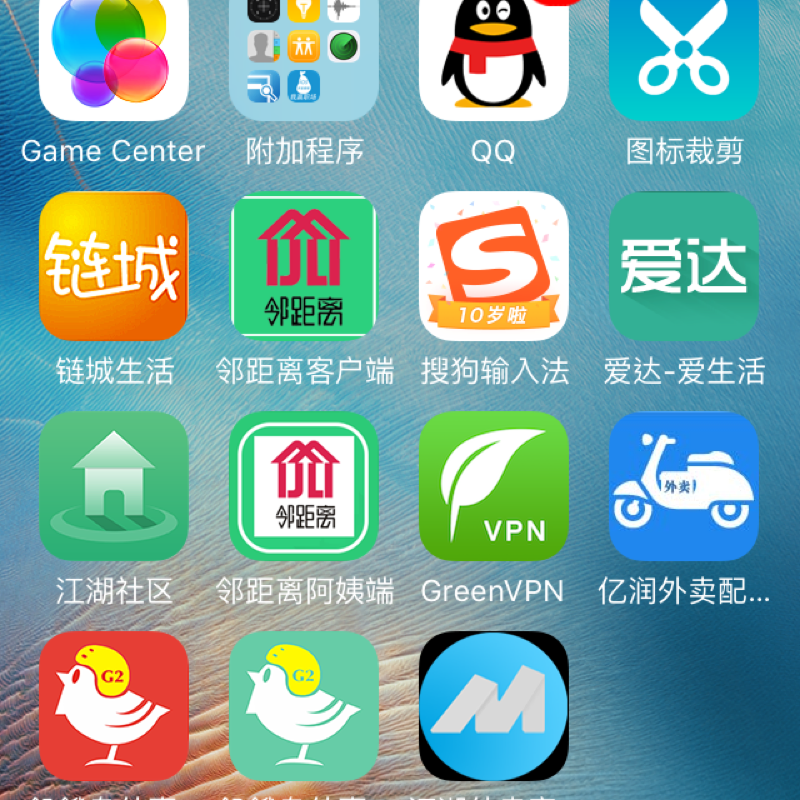 Game Center
附加程序
QQ
图标裁剪
链城
邻距离
10岁啦
爱达
链城生活
邻距离客户端
搜狗输入法
爱达-爱生活
邻距离
VPN
外卖
江湖社区
邻距离阿姨端
GreenVPN
亿润外卖配...
G2
G2